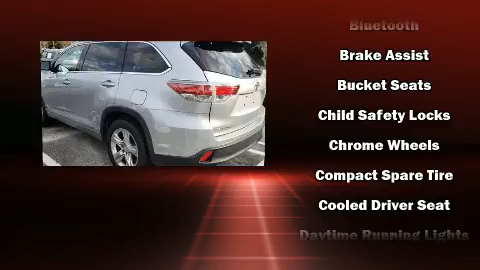 Bluetooth
Brake Assist
Bucket Seats
Child Safety Locks
Chrome Wheels
Compact Spare Tire
Cooled Driver Seat
Daytime Running Lights